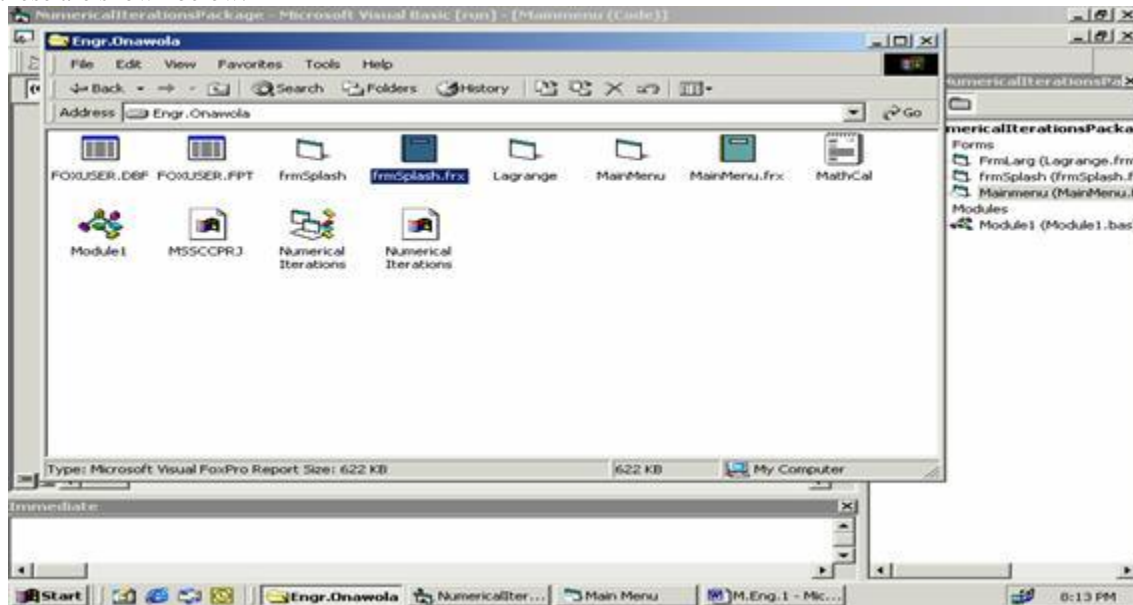 NumericalIterationsPackage - Microsoft Visual Basic [run] - [Mainmenu (Code)]
Engr.Onawola
File Edit View Favorites Tools Help
Back Search Folders History
Address Engr.Onawola Go
FOXUSER.DBF FOXUSER.FPT frmSplash frmSplash.frx Lagrange MainMenu MainMenu.frx MathCal
Module1 MSSCCPRJ Numerical Iterations Numerical Iterations
Type: Microsoft Visual FoxPro Report Size: 622 KB 622 KB My Computer
NumericalIterationsPa
mericalIterationsPacka
Forms
FrmLarg (Lagrange.frm
frmSplash (frmSplash.f
Mainmenu (MainMenu.
Modules
Module1 (Module1.bas
Immediate
Start Engr.Onawola NumericalIter... Main Menu M.Eng.1 - Mic... 8:13 PM